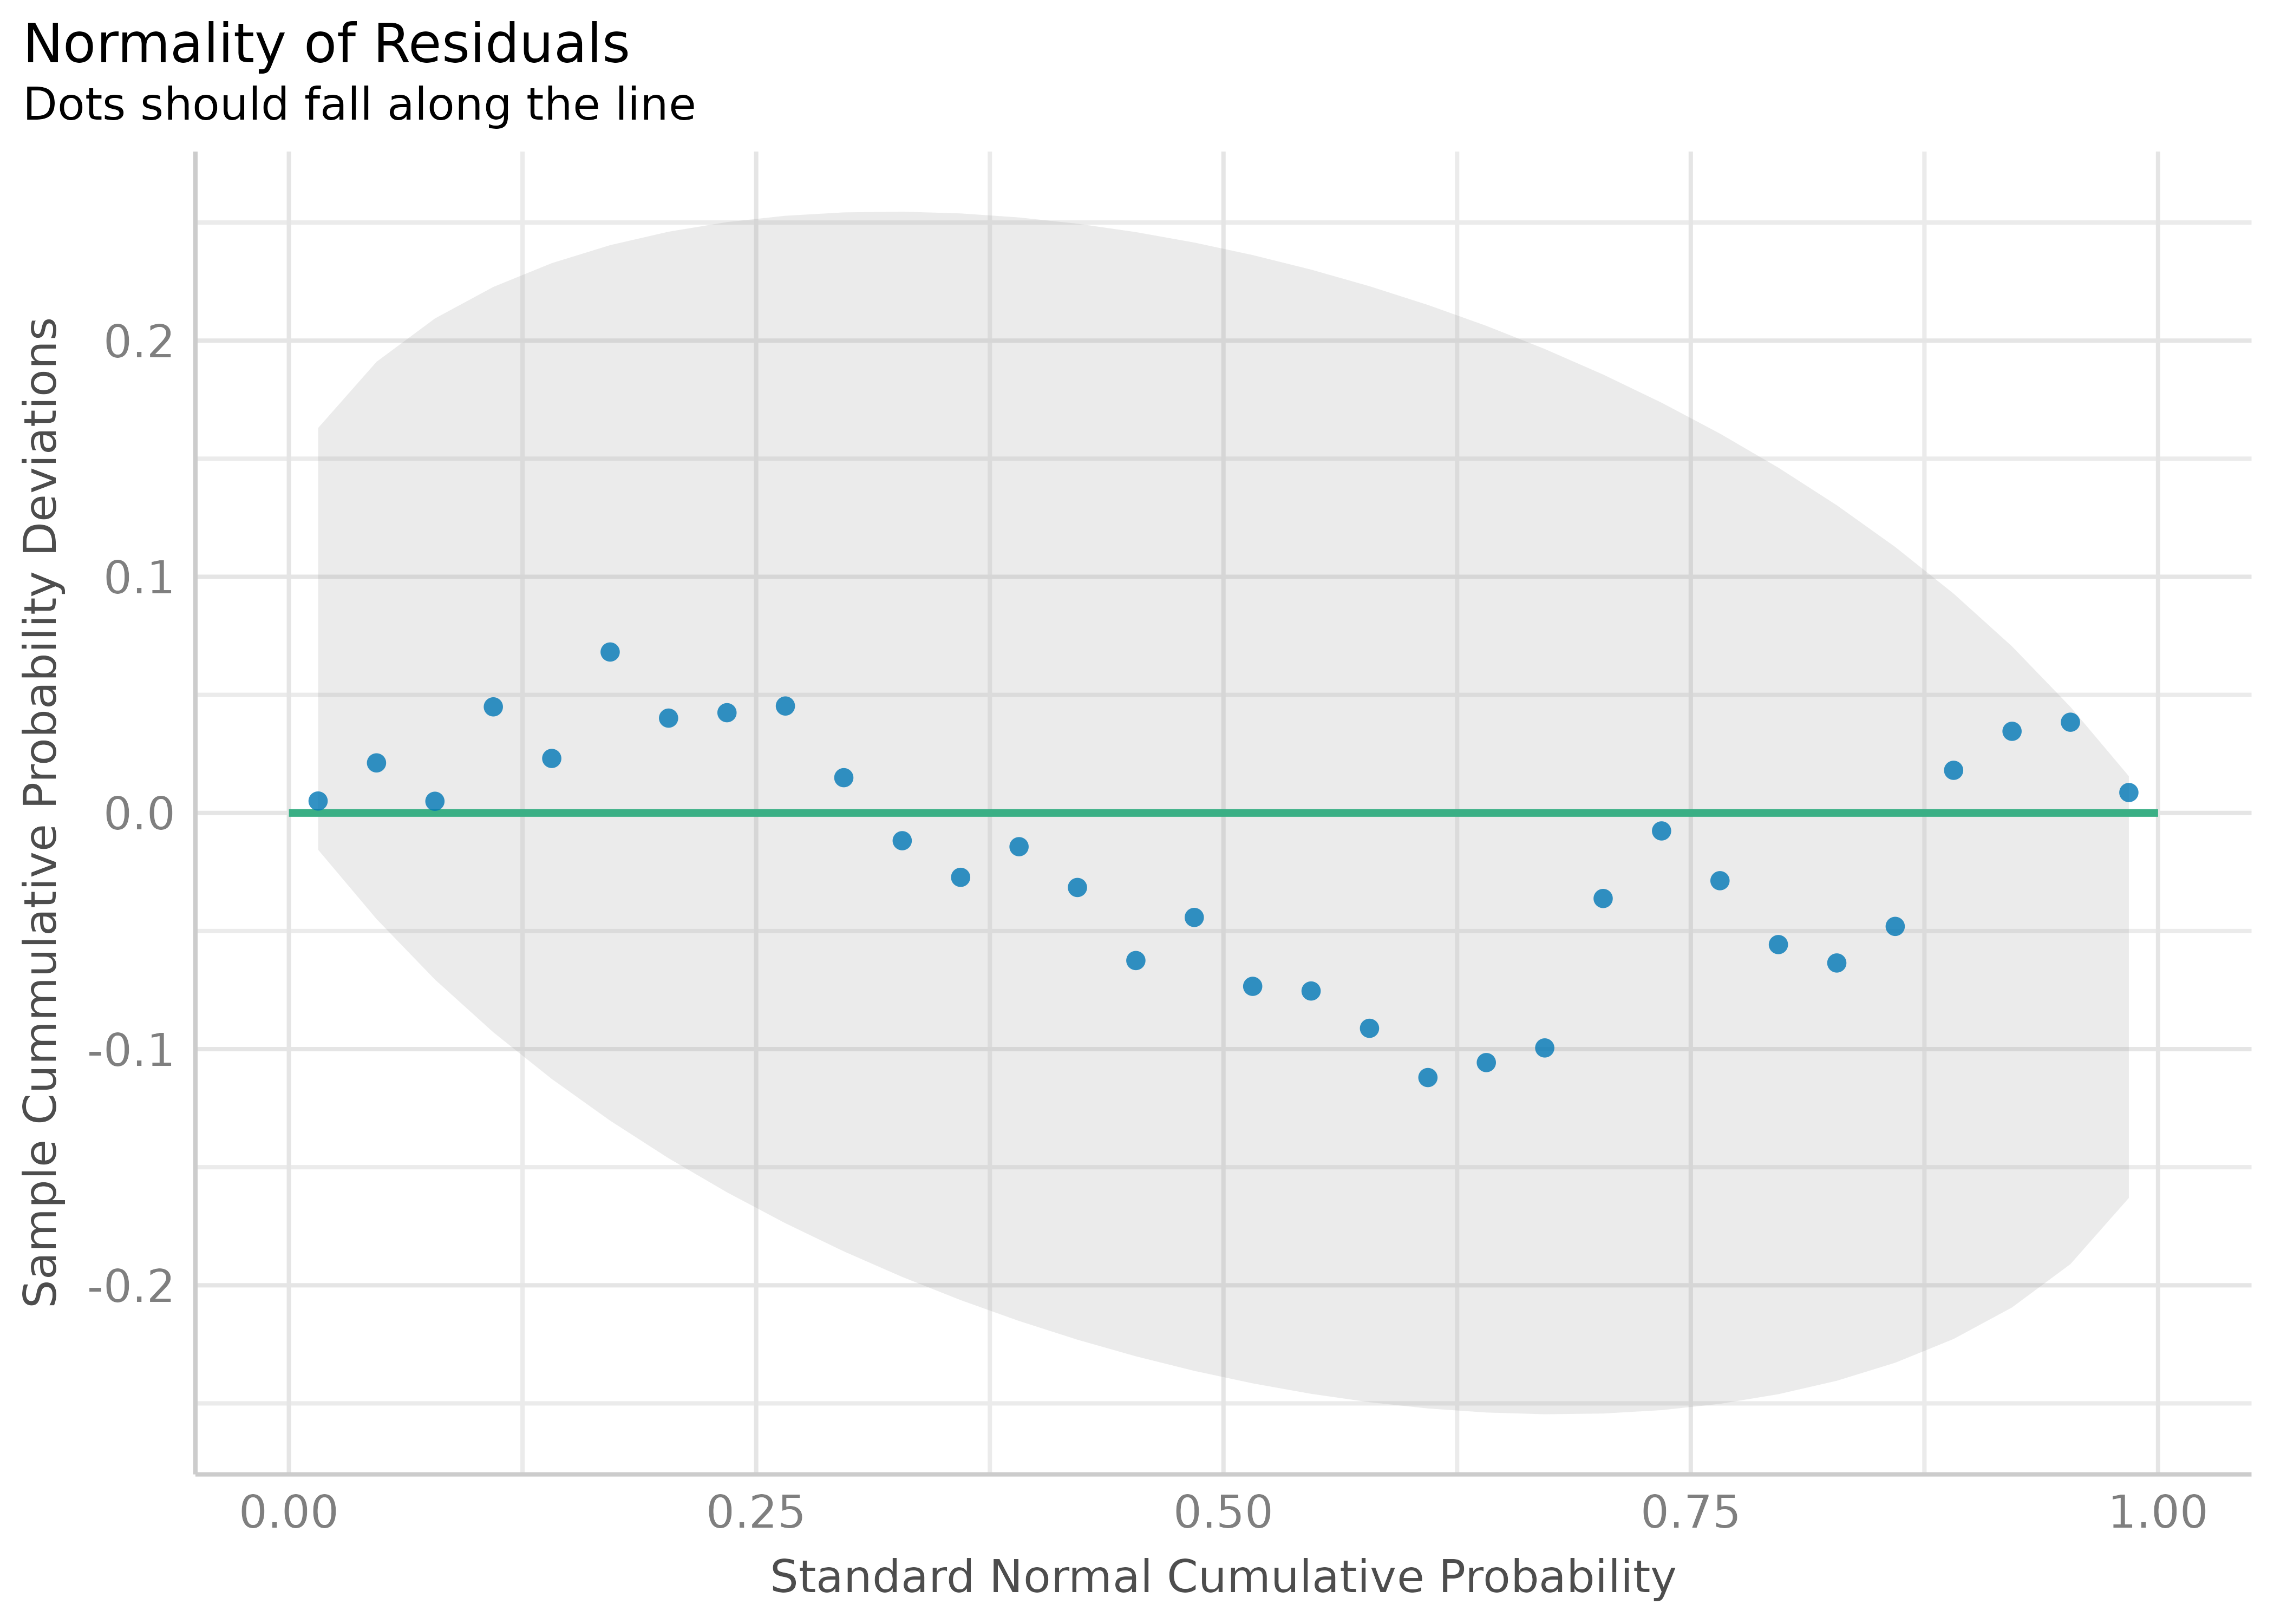 Normality of Residuals
Dots should fall along the line
Sample Cummulative Probability Deviations
0.2
0.1
0.0
-0.1
-0.2
0.00 0.25 0.50 0.75 1.00
Standard Normal Cumulative Probability